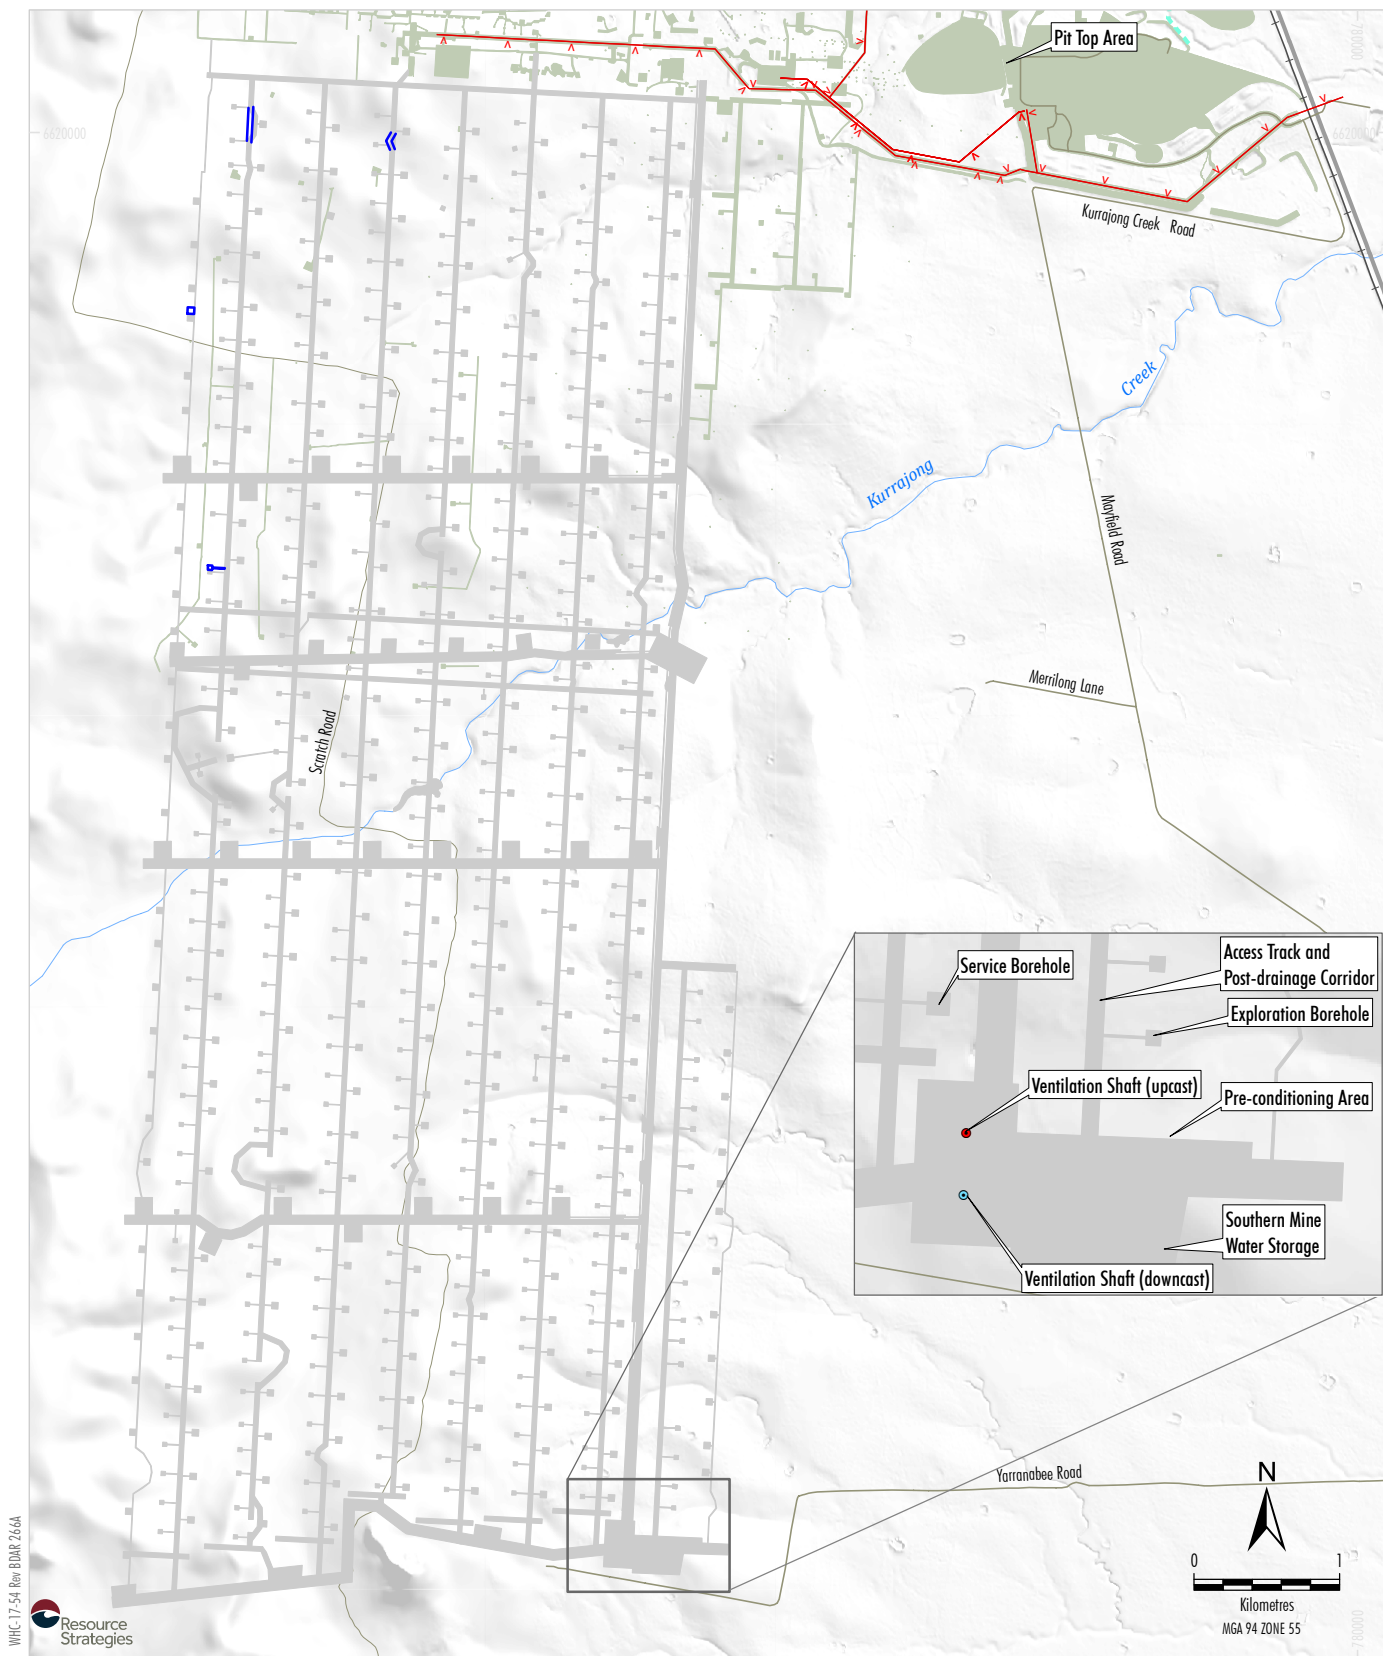 Pit Top Area
780000
6620000
6620000
Kurrajong Creek Road
Creek
Kurrajong
Mayfield Road
Merrilong Lane
Scratch Road
Service Borehole
Access Track and
Post-drainage Corridor
Exploration Borehole
Ventilation Shaft (upcast)
Pre-conditioning Area
Southern Mine
Water Storage
Ventilation Shaft (downcast)
Yarranabee Road
N
0 1
Kilometres
MGA 94 ZONE 55
780000
WHC-17-54 Rev BDAR 266A
Resource
Strategies